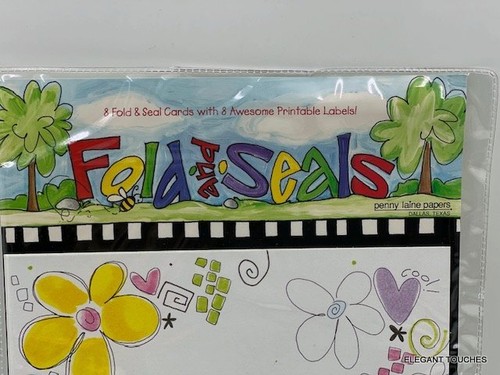 8 Fold & Seal Cards with 8 Awesome Printable Labels!
Fold and Seals
penny laine papers
DALLAS, TEXAS
COOL
ELEGANT TOUCHES